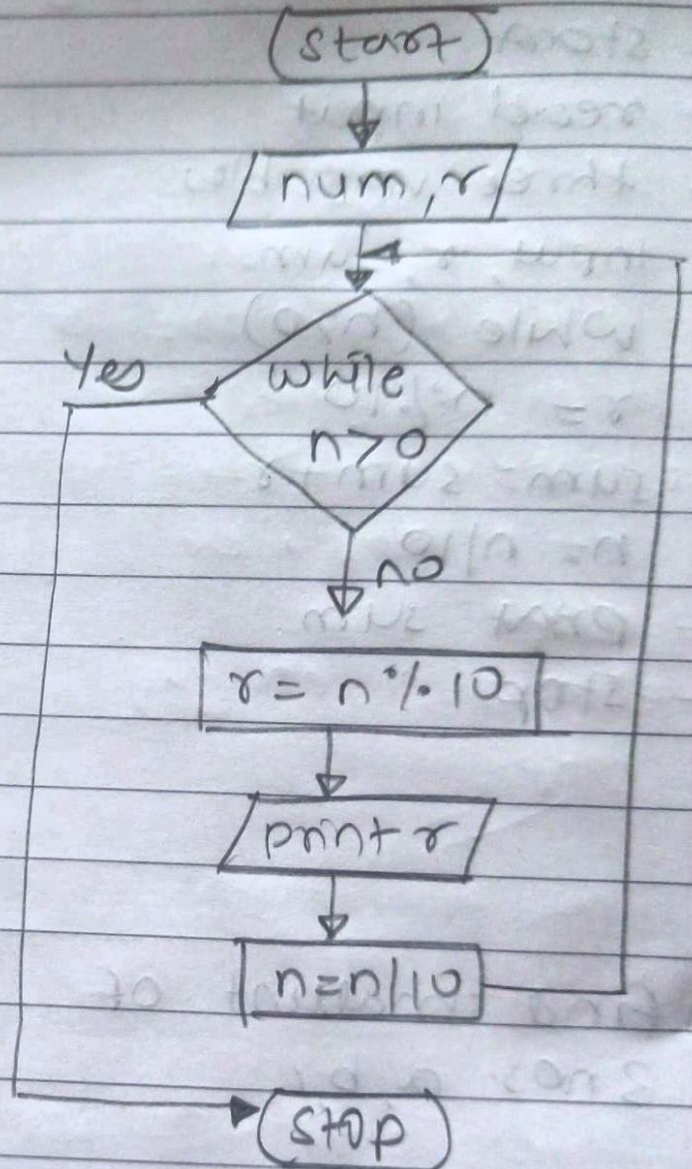 start
num, r
while
n>0
Yes
no
r = n % 10
print r
n=n/10
stop